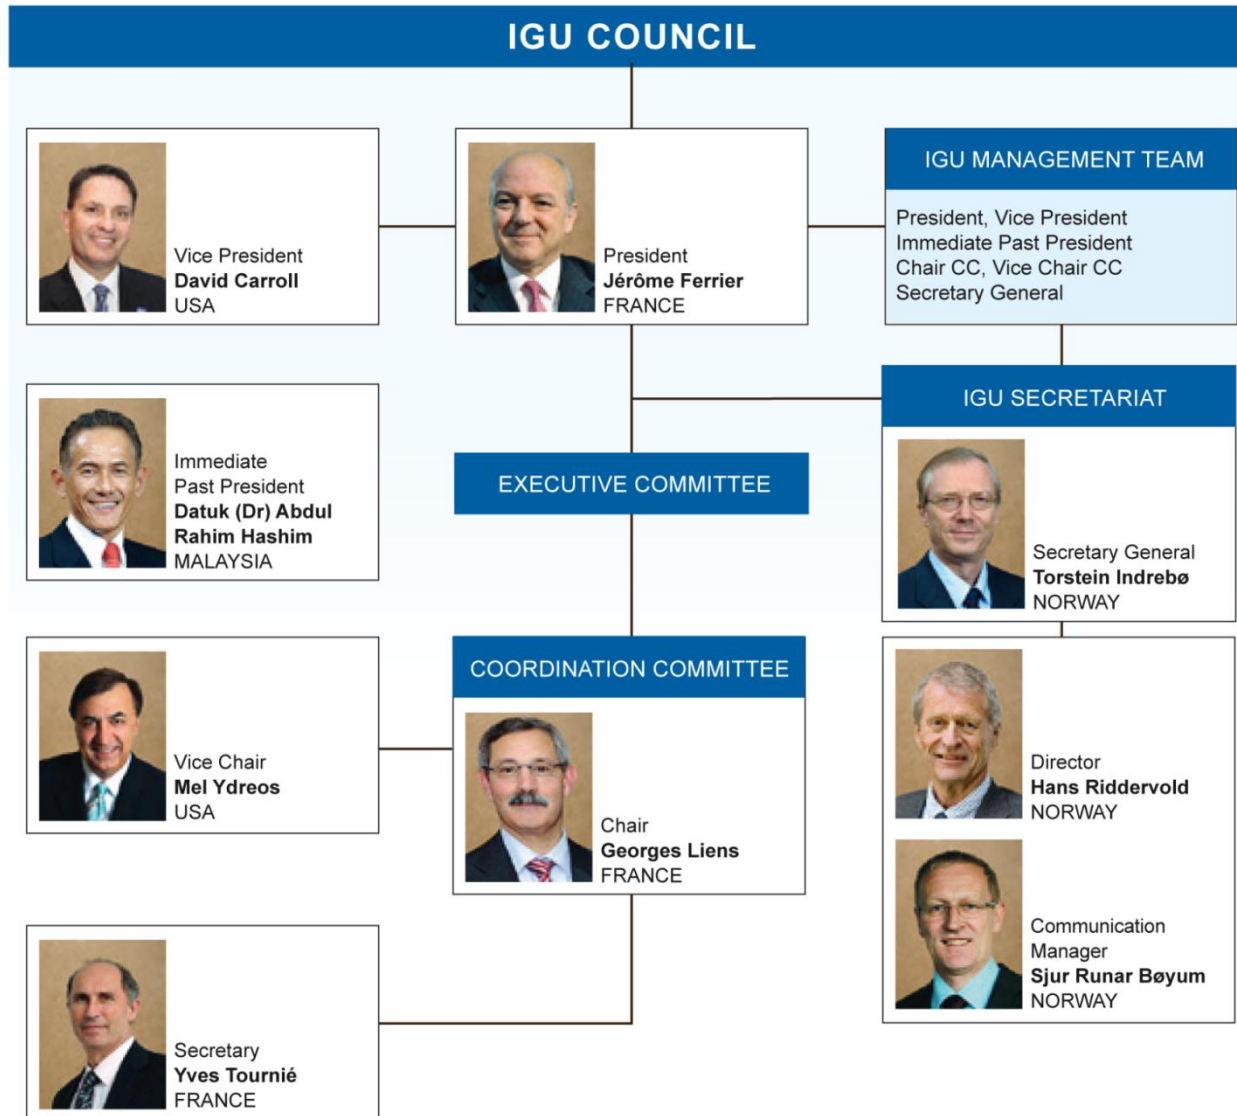 IGU COUNCIL
Vice President
David Carroll
USA
President
Jérôme Ferrier
FRANCE
IGU MANAGEMENT TEAM
President, Vice President
Immediate Past President
Chair CC, Vice Chair CC
Secretary General
Immediate
Past President
Datuk (Dr) Abdul
Rahim Hashim
MALAYSIA
EXECUTIVE COMMITTEE
IGU SECRETARIAT
Secretary General
Torstein Indrebø
NORWAY
Vice Chair
Mel Ydreos
USA
COORDINATION COMMITTEE
Chair
Georges Liens
FRANCE
Director
Hans Riddervold
NORWAY
Communication
Manager
Sjur Runar Bøyum
NORWAY
Secretary
Yves Tournié
FRANCE